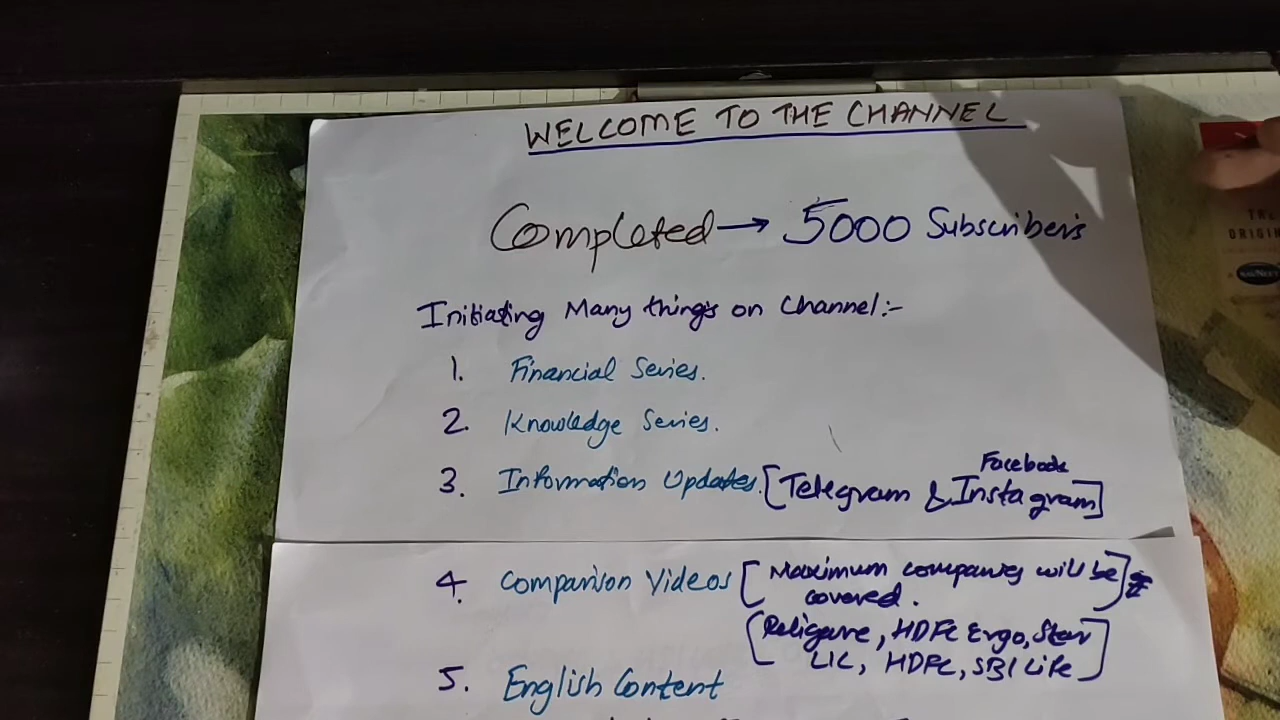 WELCOME TO THE CHANNEL
Completed → 5000 Subscriber's
Initiating Many thing's on Channel:-
1. Financial Series.
2. Knowledge Series.
3. Information Updates. [Telegram & Instagram]
Facebook
4. Comparison Videos [Maximum companies will be covered.]
[Religare, HDFC Ergo, Star
LIC, HDFC, SBI Life]
5. English Content